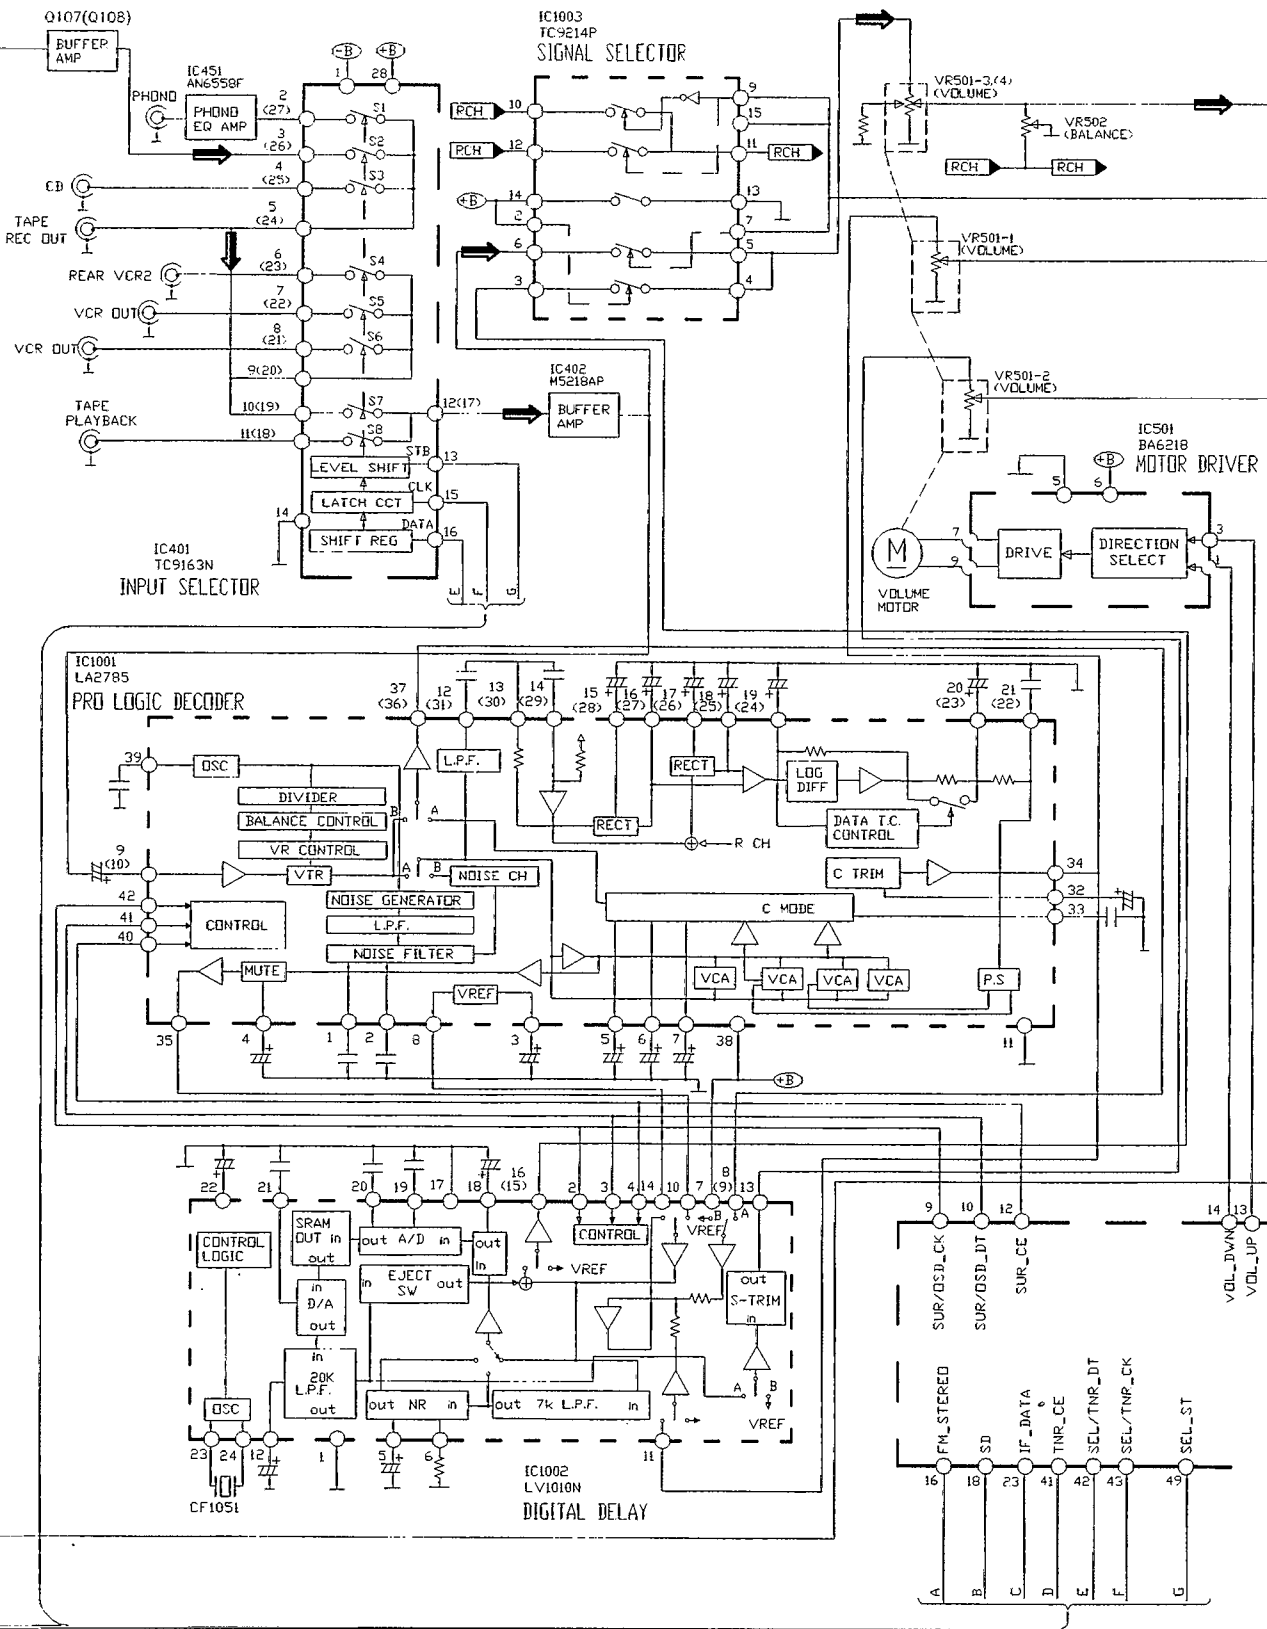 Q107(Q108)
BUFFER
AMP
IC451
AN6558F
PHONO
PHONO
EQ AMP
2
(27)
3
(26)
4
(25)
CD
5
(24)
TAPE
REC OUT
6
(23)
REAR VCR2
7
(22)
VCR OUT
8
(21)
VCR OUT
9(20)
10(19)
TAPE
PLAYBACK
11(18)
-B
+B
1
28
S1
S2
S3
S4
S5
S6
S7
S8
12(17)
STB
13
LEVEL SHIFT
CLK
15
LATCH CCT
DATA
16
SHIFT REG
14
IC401
TC9163N
INPUT SELECTOR
E
F
G
IC402
M5218AP
BUFFER
AMP
IC1003
TC9214P
SIGNAL SELECTOR
RCH
10
9
15
RCH
12
11
RCH
+B
14
13
2
7
6
5
3
4
VR501-3,(4)
(VOLUME)
VR502
(BALANCE)
RCH
RCH
VR501-1
(VOLUME)
VR501-2
(VOLUME)
IC501
BA6218
MOTOR DRIVER
+B
5
6
M
7
9
DRIVE
DIRECTION
SELECT
3
1
VOLUME
MOTOR
IC1001
LA2785
PRO LOGIC DECODER
37
(36)
12
(31)
13
(30)
14
(29)
15
(28)
16
(27)
17
(26)
18
(25)
19
(24)
20
(23)
21
(22)
39
OSC
DIVIDER
BALANCE CONTROL
VR CONTROL
VTR
9
(10)
42
41
40
CONTROL
L.P.F.
B
A
A
B
NOISE CH
NOISE GENERATOR
L.P.F.
NOISE FILTER
MUTE
VREF
RECT
RECT
R CH
LOG
DIFF
DATA T.C.
CONTROL
C TRIM
C MODE
34
32
33
VCA
VCA
VCA
VCA
P.S
35
4
1
2
8
3
5
6
7
38
11
+B
22
21
20
19
17
18
16
(15)
2
3
4
14
10
7
8
(9)
13
CONTROL
LOGIC
SRAM
OUT in
out
out A/D in
out
in
in
EJECT
SW
out
VREF
CONTROL
VREF
B
A
in
D/A
out
in
20K
L.P.F.
out
out
S-TRIM
in
OSC
out NR in
out 7k L.P.F. in
A
B
VREF
23
24
12
1
5
6
11
CF1051
IC1002
LV1010N
DIGITAL DELAY
9
10
12
14
13
SUR/OSD_CK
SUR/OSD_DT
SUR_CE
VOL_DWN
VOL_UP
FM_STEREO
SD
IF_DATA
TNR_CE
SEL/TNR_DT
SEL/TNR_CK
SEL_ST
16
18
23
41
42
43
49
A
B
C
D
E
F
G